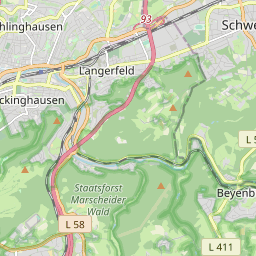 hlinghausen
93
Schwe
Langerfeld
ckinghausen
L 5
Staatsforst
Marscheider
Wald
Beyenb
L 58
L 411